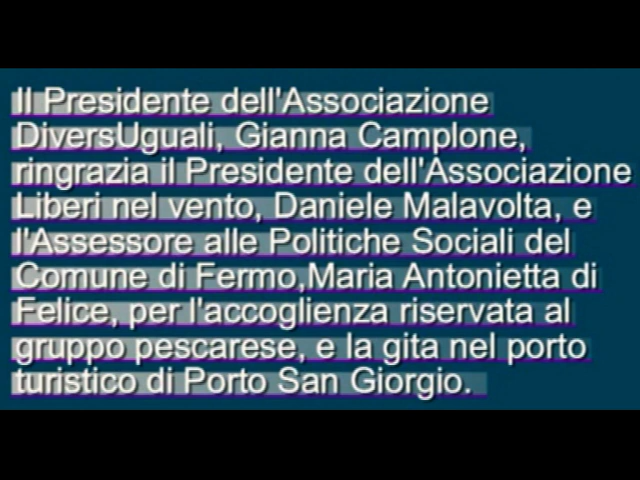 Il Presidente dell'Associazione
DiversUguali, Gianna Camplone,
ringrazia il Presidente dell'Associazione
Liberi nel vento, Daniele Malavolta, e
l'Assessore alle Politiche Sociali del
Comune di Fermo,Maria Antonietta di
Felice, per l'accoglienza riservata al
gruppo pescarese, e la gita nel porto
turistico di Porto San Giorgio.